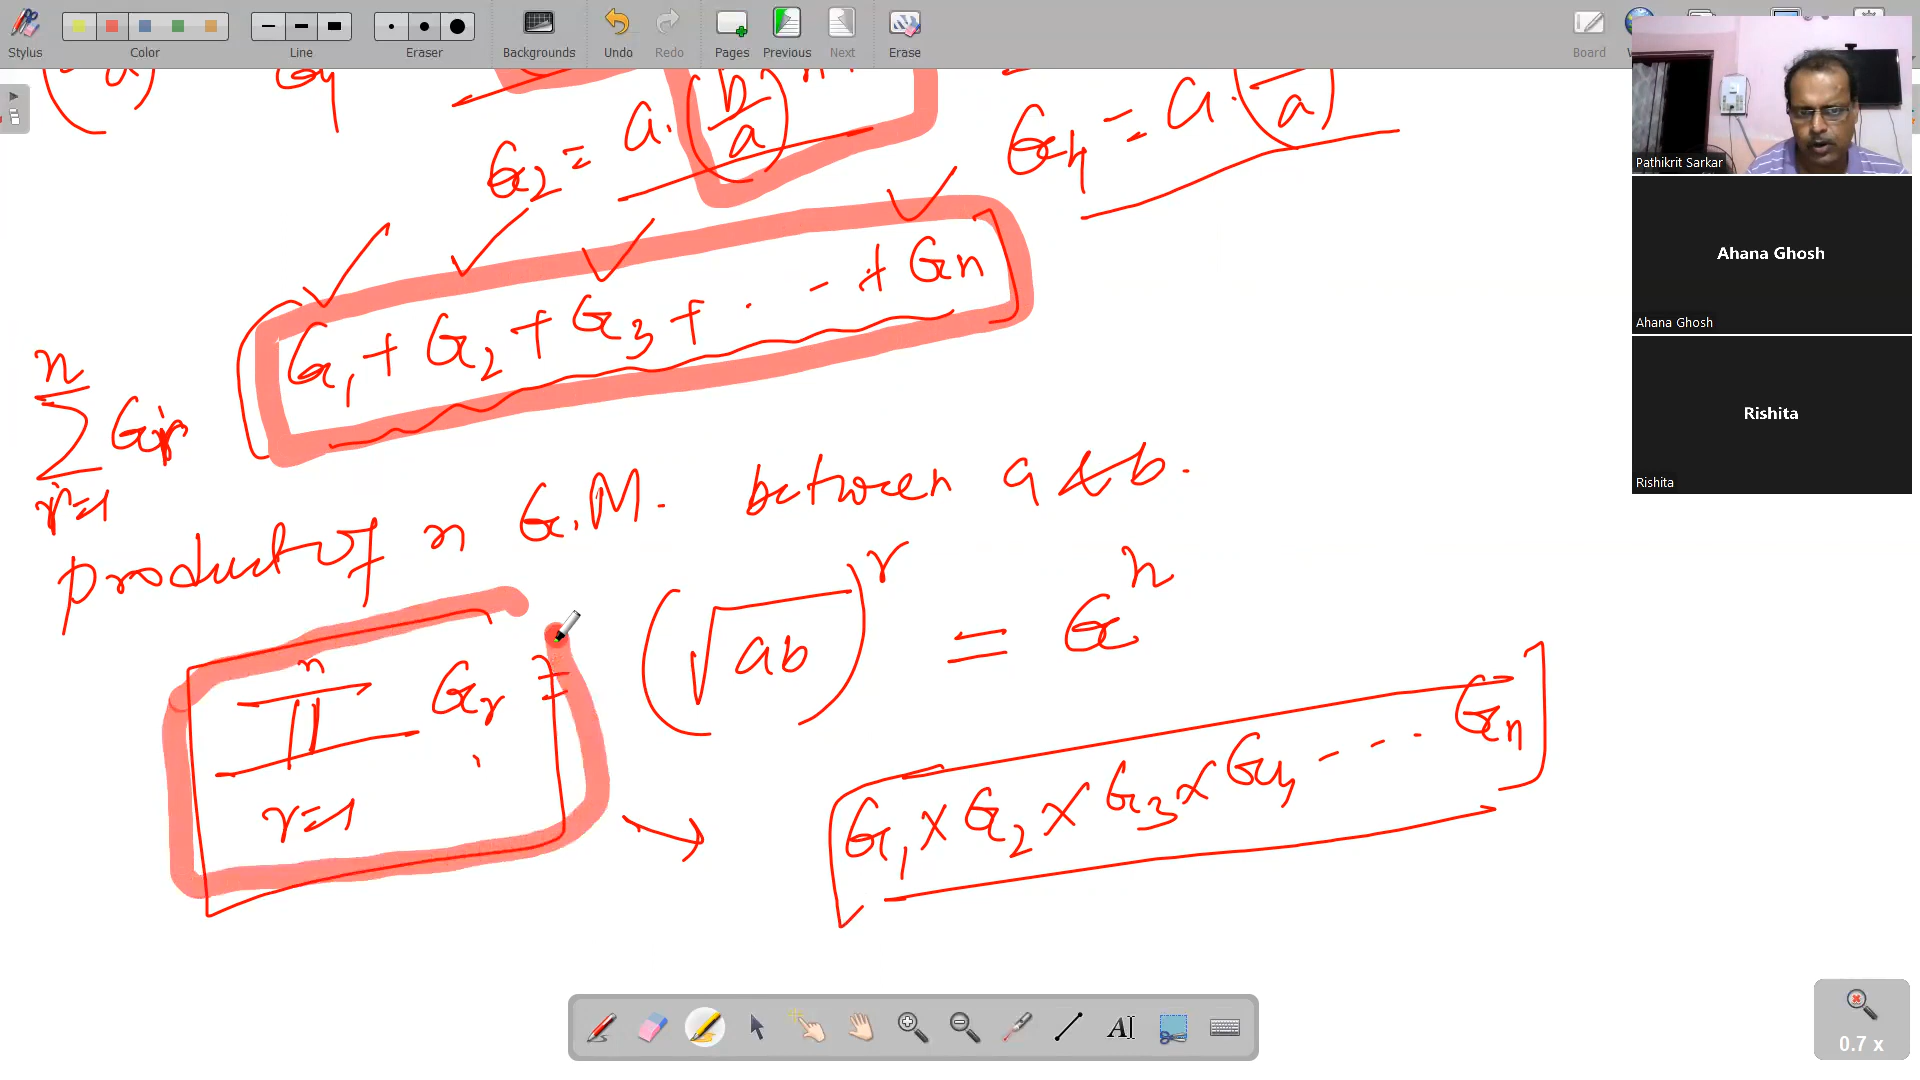 Stylus Color Line Eraser Backgrounds Undo Redo Pages Previous Next Erase Board
G₂ = a·(b/a)
G₄ = a·
G₁ + G₂ + G₃ + · · - + Gn
n
∑ Gr
r=1
product of n G.M. between a & b.
n
∏ Gr = (√ab)^r = G^n
r=1
→ G₁ × G₂ × G₃ × G₄ - - - · Gn
Pathikrit Sarkar
Ahana Ghosh
Ahana Ghosh
Rishita
Rishita
0.7 x